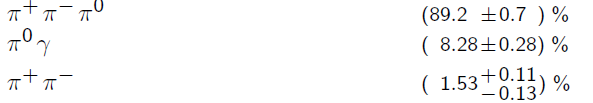 π⁺ π⁻ π⁰ (89.2 ±0.7 ) %
π⁰ γ ( 8.28±0.28) %
π⁺ π⁻ ( 1.53 +0.11 −0.13 ) %